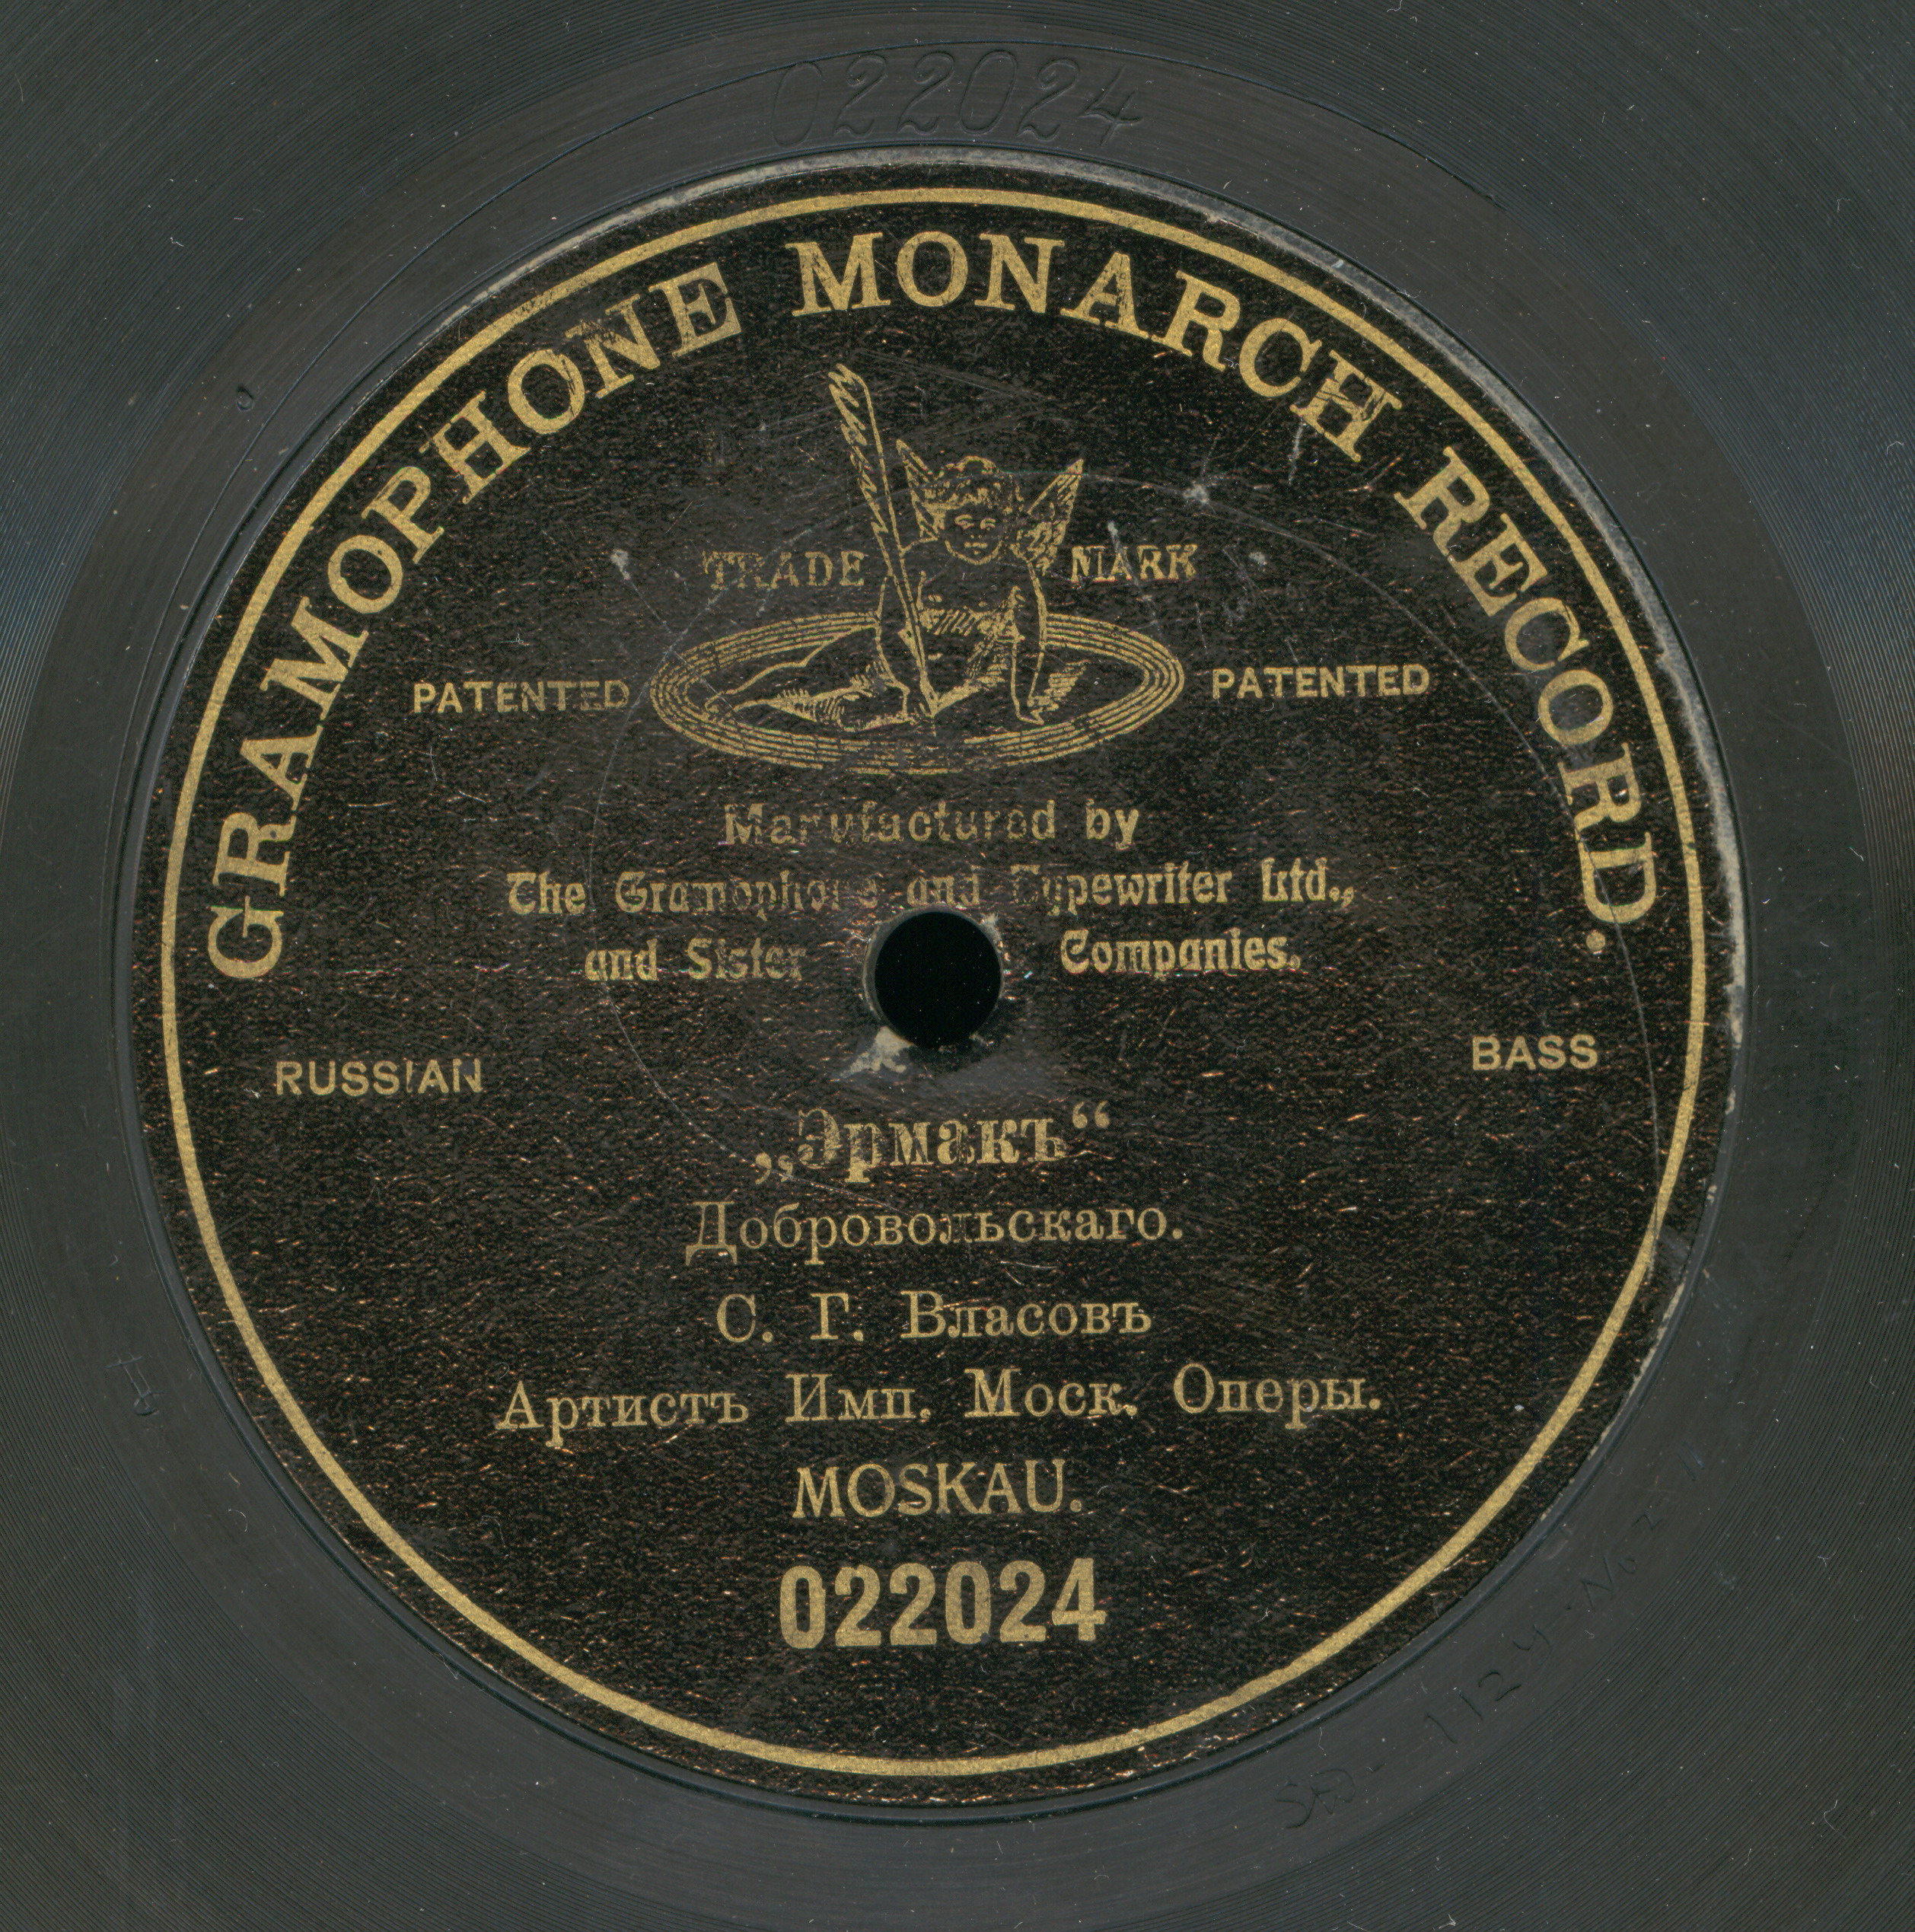 022024
GRAMOPHONE MONARCH RECORD.
TRADE MARK
PATENTED PATENTED
Manufactured by
The Gramophone and Typewriter Ltd.,
and Sister Companies.
RUSSIAN BASS
„Эрмакъ“
Добровольскаго.
С. Г. Власовъ
Артистъ Имп. Моск. Оперы.
MOSKAU.
022024